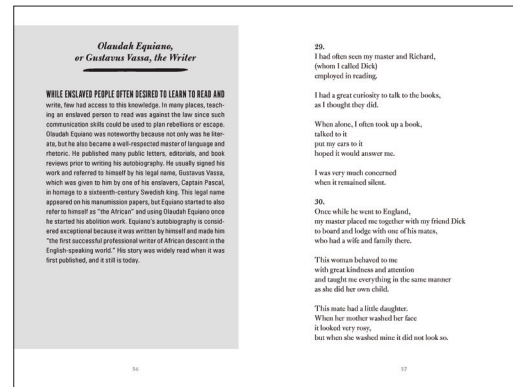 Olaudah Equiano,
or Gustavus Vassa, the Writer
WHILE ENSLAVED PEOPLE OFTEN DESIRED TO LEARN TO READ AND
write, few had access to this knowledge. In many places, teach-
ing an enslaved person to read was against the law since such
communication skills could be used to plan rebellions or escape.
Olaudah Equiano was noteworthy because not only was he liter-
ate, but he also became a well-respected master of language and
rhetoric. He published many public letters, editorials, and book
reviews prior to writing his autobiography. He usually signed his
work and referred to himself by his legal name, Gustavus Vassa,
which was given to him by one of his enslavers, Captain Pascal,
in homage to a sixteenth-century Swedish king. This legal name
appeared on his manumission papers, but Equiano started to also
refer to himself as "the African" and using Olaudah Equiano once
he started his abolition work. Equiano's autobiography is consid-
ered exceptional because it was written by himself and made him
"the first successful professional writer of African descent in the
English-speaking world." His story was widely read when it was
first published, and it still is today.
36
29.
I had often seen my master and Richard,
(whom I called Dick)
employed in reading.
I had a great curiosity to talk to the books,
as I thought they did.
When alone, I often took up a book,
talked to it
put my ears to it
hoped it would answer me.
I was very much concerned
when it remained silent.
30.
Once while he went to England,
my master placed me together with my friend Dick
to board and lodge with one of his mates,
who had a wife and family there.
This woman behaved to me
with great kindness and attention
and taught me everything in the same manner
as she did her own child.
This mate had a little daughter.
When her mother washed her face
it looked very rosy,
but when she washed mine it did not look so.
37